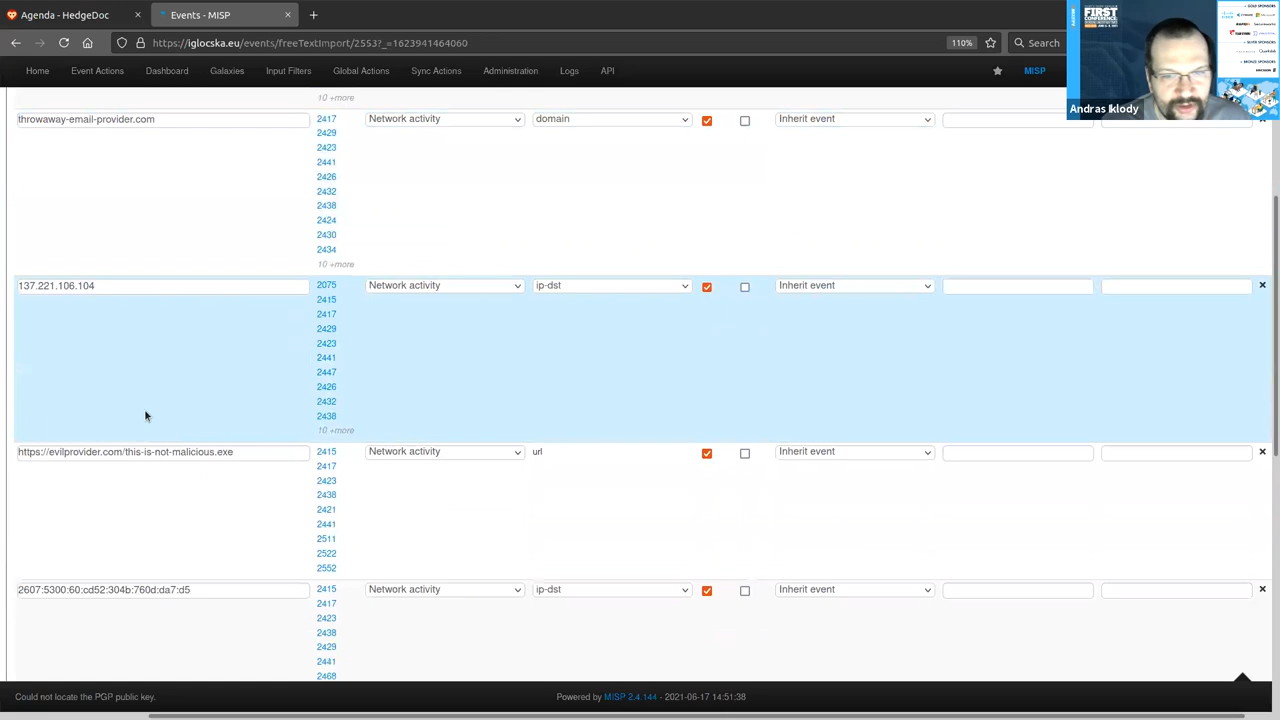 Agenda - HedgeDoc
Events - MISP
https://iglocska.eu/events/freeTextImport/2553?_=1623941464056
110%
Search
Home
Event Actions
Dashboard
Galaxies
Input Filters
Global Actions
Sync Actions
Administration
Logs
API
MISP
FIRST
CONFERENCE
Andras Iklody
10 +more
throwaway-email-provider.com
2417
Network activity
domain
Inherit event
2429
2423
2441
2426
2432
2438
2424
2430
2434
10 +more
137.221.106.104
2075
Network activity
ip-dst
Inherit event
2415
2417
2429
2423
2441
2447
2426
2432
2438
10 +more
https://evilprovider.com/this-is-not-malicious.exe
2415
Network activity
url
Inherit event
2417
2423
2438
2421
2441
2511
2522
2552
2607:5300:60:cd52:304b:760d:da7:d5
2415
Network activity
ip-dst
Inherit event
2417
2423
2438
2429
2441
2468
Could not locate the PGP public key.
Powered by MISP 2.4.144 - 2021-06-17 14:51:38